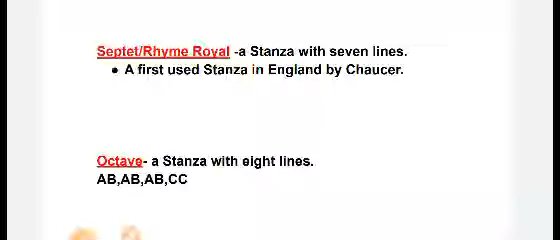 Septet/Rhyme Royal -a Stanza with seven lines.
• A first used Stanza in England by Chaucer.
Octave- a Stanza with eight lines.
AB,AB,AB,CC